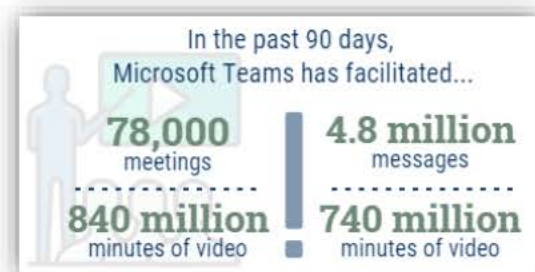 In the past 90 days,
Microsoft Teams has facilitated...
78,000
meetings
4.8 million
messages
840 million
minutes of video
740 million
minutes of video